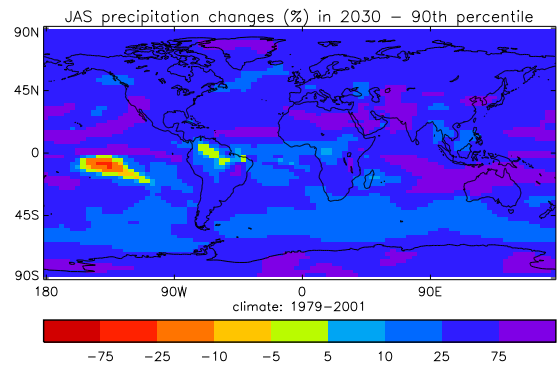 JAS precipitation changes (%) in 2030 – 90th percentile
90N
45N
0
45S
90S
180 90W 0 90E
climate: 1979–2001
−75 −25 −10 −5 5 10 25 75